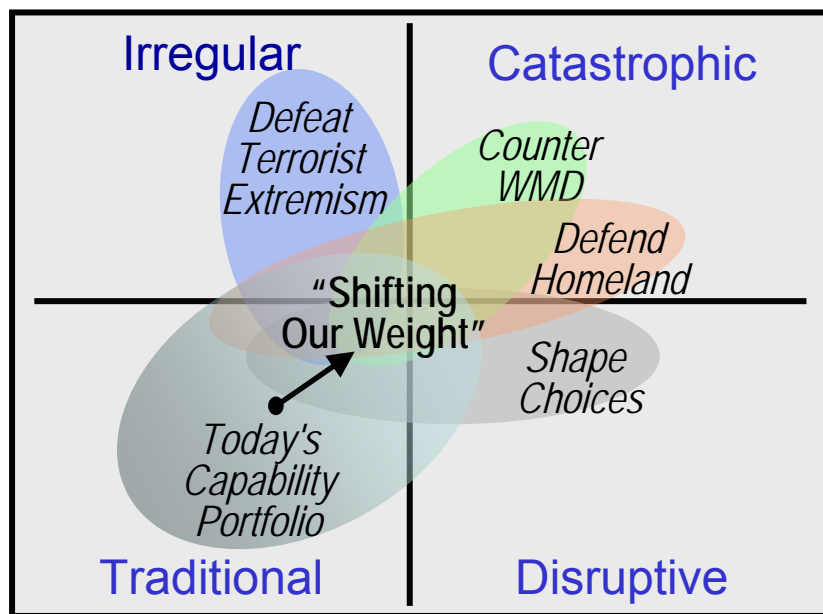 Irregular
Catastrophic
Defeat
Terrorist
Extremism
Counter
WMD
Defend
Homeland
“Shifting
Our Weight”
Shape
Choices
Today's
Capability
Portfolio
Traditional
Disruptive